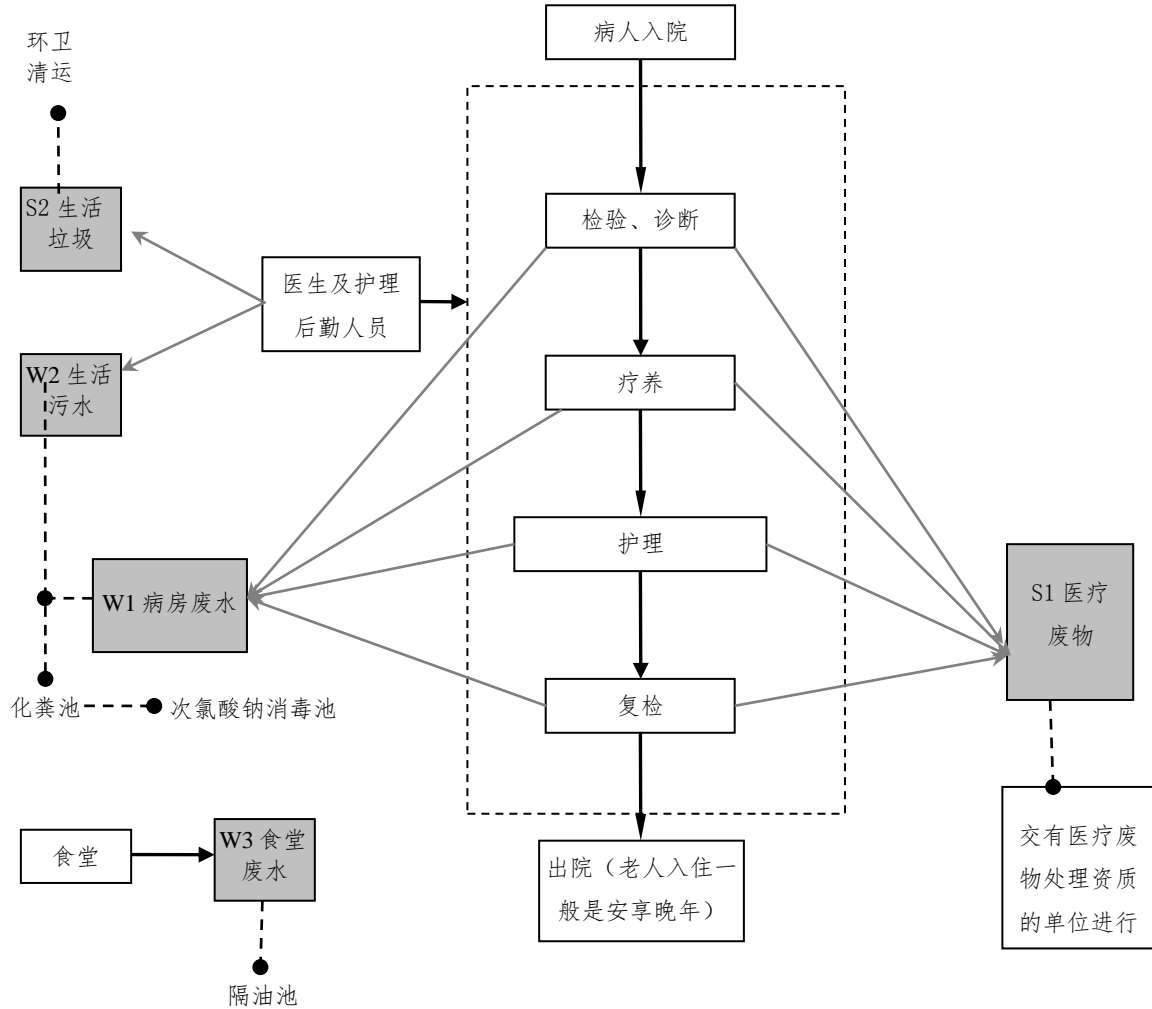 病人入院
环卫
清运
S2 生活
垃圾
检验、诊断
医生及护理
后勤人员
W2 生活
污水
疗养
护理
W1 病房废水
S1 医疗
废物
复检
化粪池
次氯酸钠消毒池
食堂
W3 食堂
废水
出院（老人入住一
般是安享晚年）
交有医疗废
物处理资质
的单位进行
隔油池